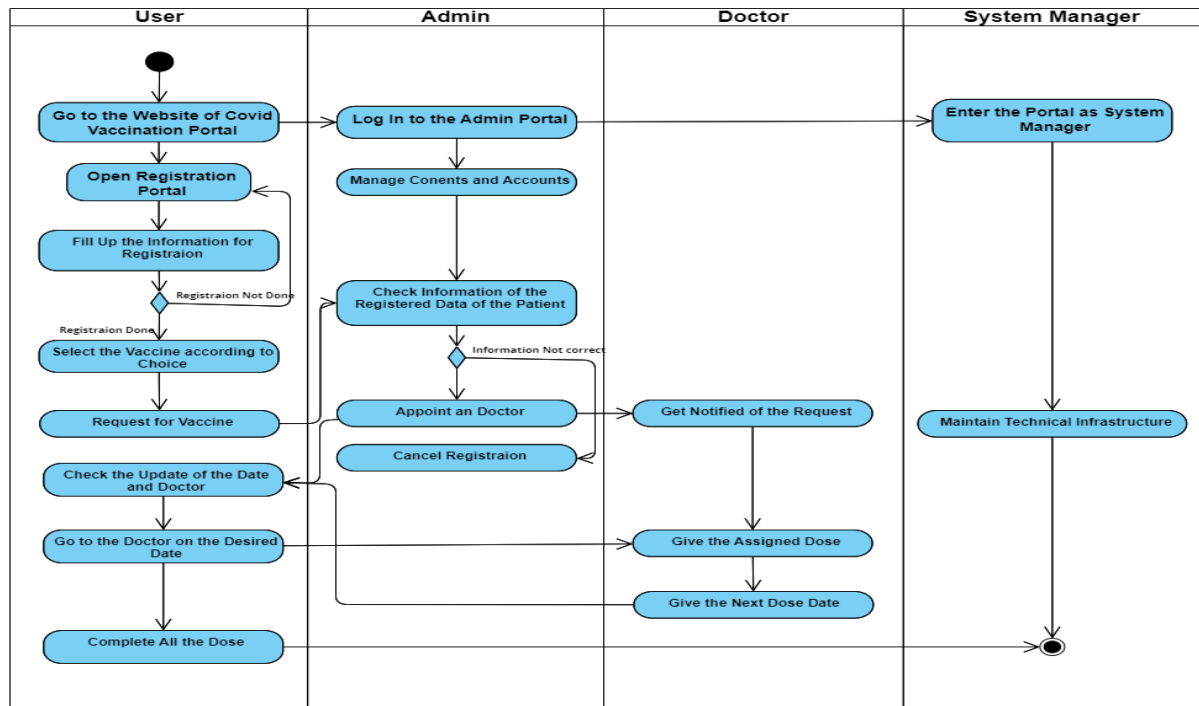 User
Admin
Doctor
System Manager
Go to the Website of Covid
Vaccination Portal
Log In to the Admin Portal
Enter the Portal as System
Manager
Open Registration
Portal
Manage Conents and Accounts
Fill Up the Information for
Registraion
Registraion Not Done
Check Information of the
Registered Data of the Patient
Registraion Done
Select the Vaccine according to
Choice
Information Not correct
Request for Vaccine
Appoint an Doctor
Get Notified of the Request
Maintain Technical Infrastructure
Cancel Registraion
Check the Update of the Date
and Doctor
Go to the Doctor on the Desired
Date
Give the Assigned Dose
Give the Next Dose Date
Complete All the Dose